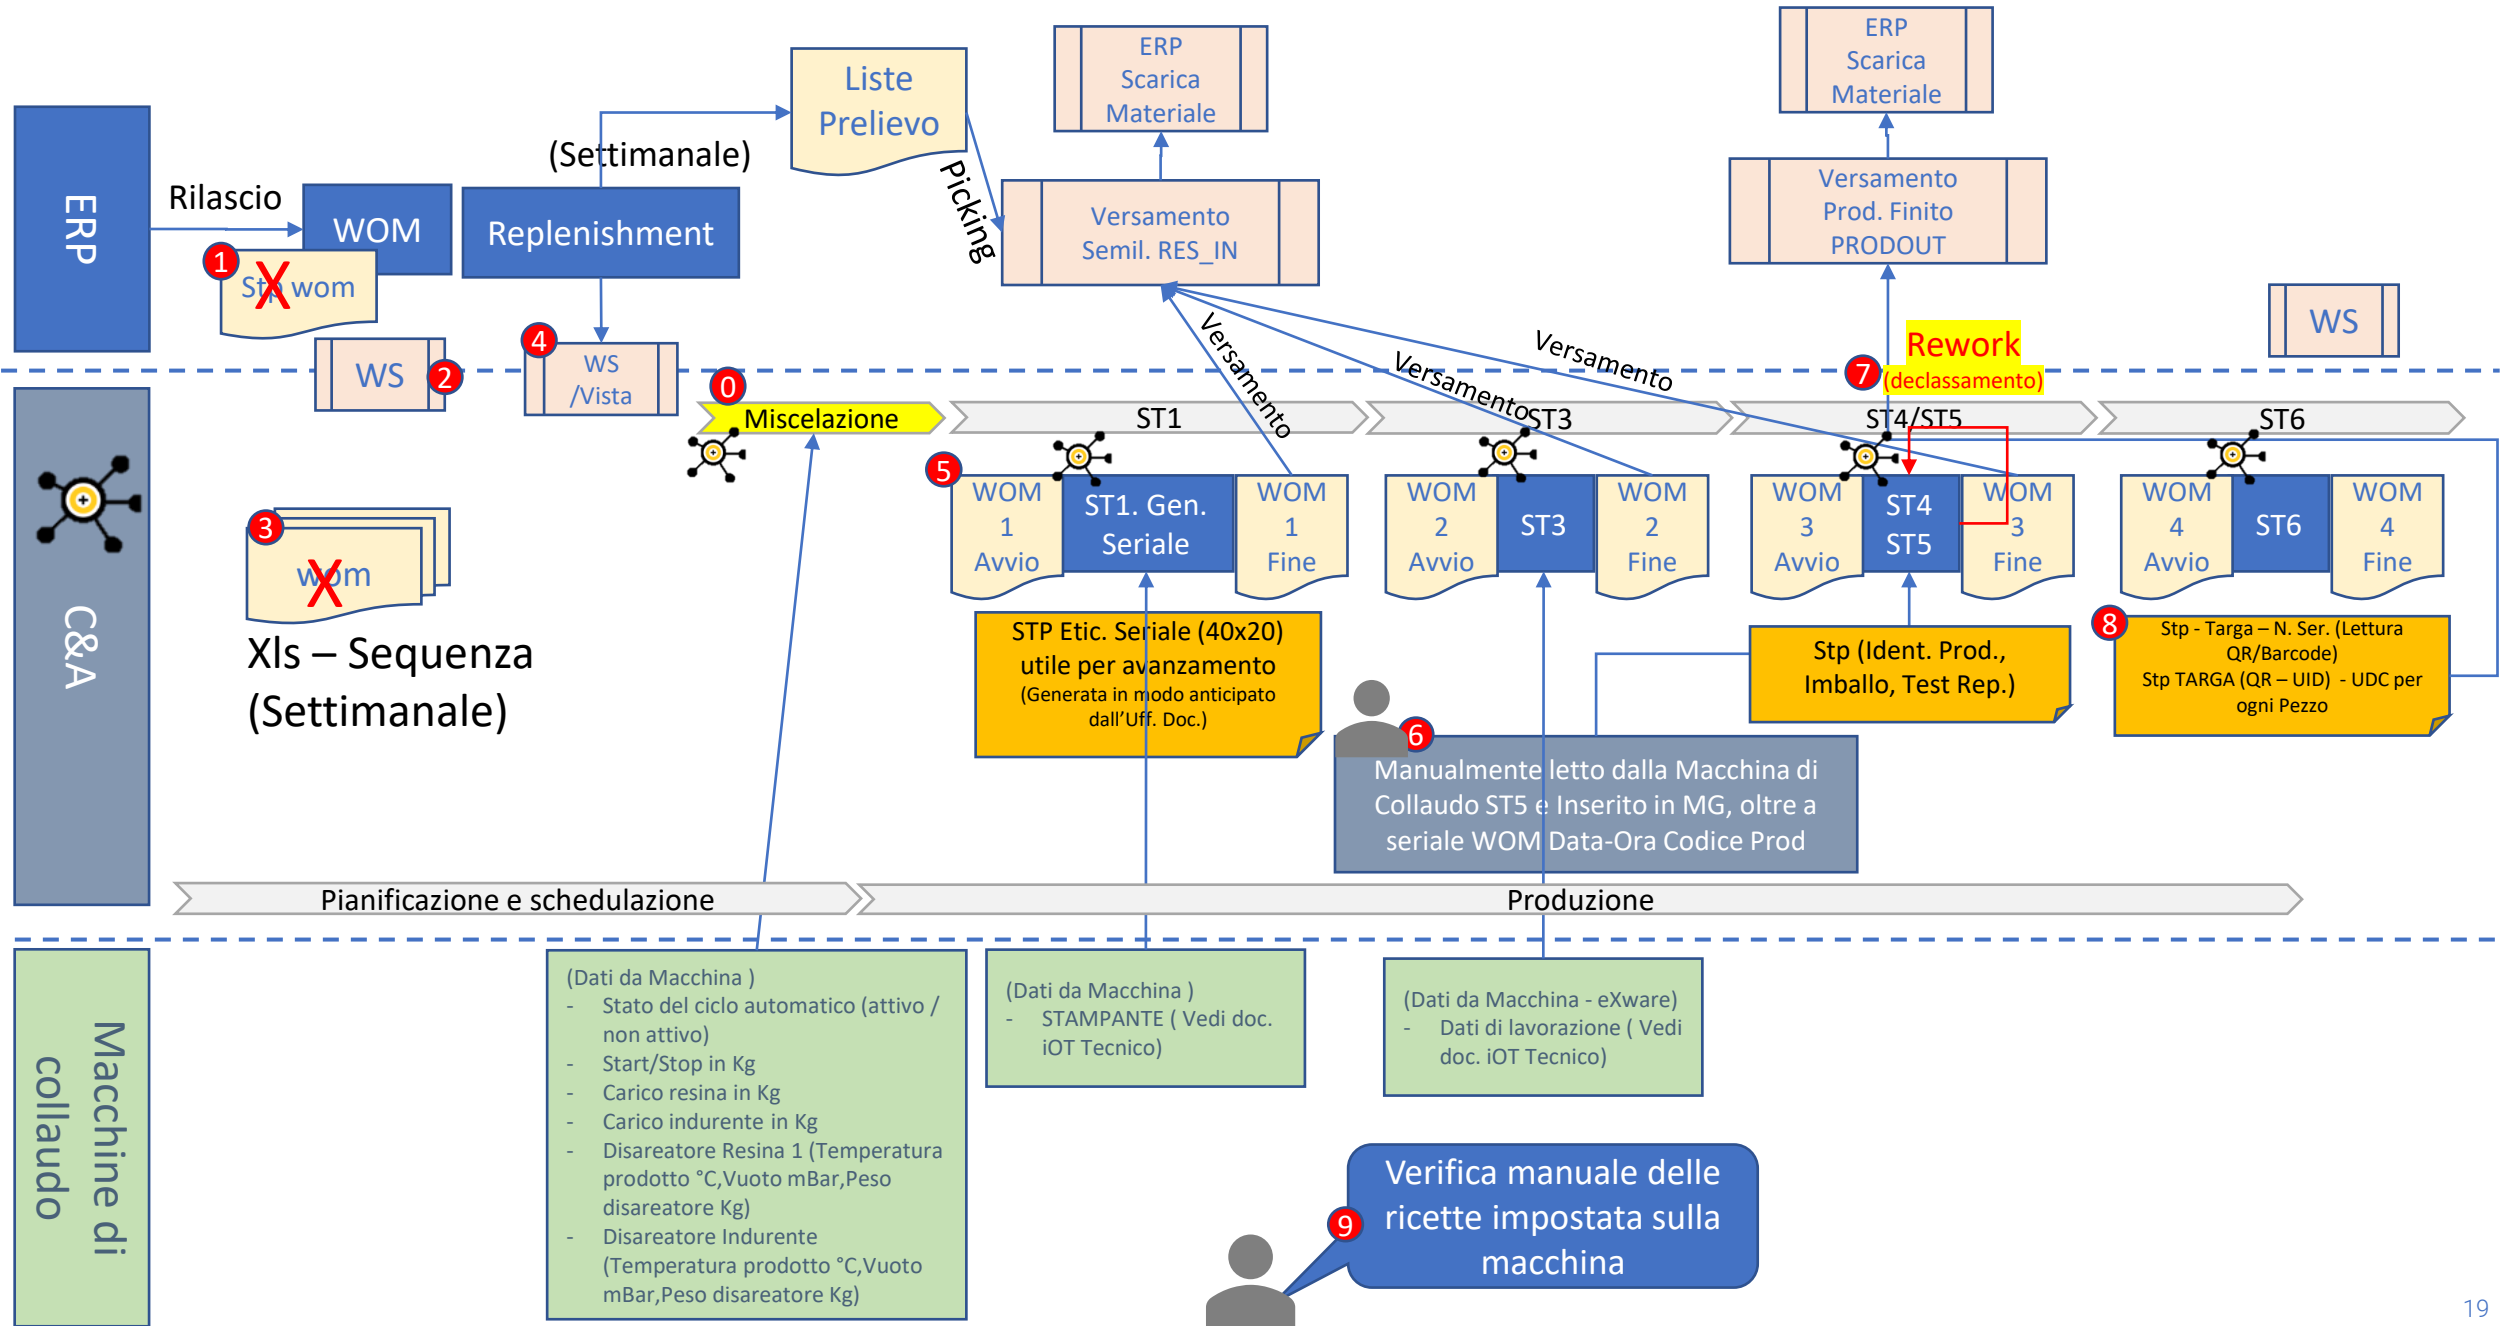 ERP
Scarica
Materiale
ERP
Scarica
Materiale
Liste
Prelievo
(Settimanale)
Picking
ERP
Rilascio
WOM
Replenishment
Versamento
Semil. RES_IN
Versamento
Prod. Finito
PRODOUT
1
Stp wom
X
WS
2
4
WS
/Vista
0
Versamento
Versamento
Versamento
7
Rework
(declassamento)
WS
Miscelazione
ST1
ST3
ST4/ST5
ST6
C&A
3
wom
X
Xls – Sequenza
(Settimanale)
5
WOM
1
Avvio
ST1. Gen.
Seriale
WOM
1
Fine
WOM
2
Avvio
ST3
WOM
2
Fine
WOM
3
Avvio
ST4
ST5
WOM
3
Fine
WOM
4
Avvio
ST6
WOM
4
Fine
STP Etic. Seriale (40x20)
utile per avanzamento
(Generata in modo anticipato
dall'Uff. Doc.)
Stp (Ident. Prod.,
Imballo, Test Rep.)
8
Stp - Targa – N. Ser. (Lettura
QR/Barcode)
Stp TARGA (QR – UID) - UDC per
ogni Pezzo
6
Manualmente letto dalla Macchina di
Collaudo ST5 e Inserito in MG, oltre a
seriale WOM Data-Ora Codice Prod
Pianificazione e schedulazione
Produzione
Macchine di
collaudo
(Dati da Macchina )
- Stato del ciclo automatico (attivo /
non attivo)
- Start/Stop in Kg
- Carico resina in Kg
- Carico indurente in Kg
- Disareatore Resina 1 (Temperatura
prodotto °C,Vuoto mBar,Peso
disareatore Kg)
- Disareatore Indurente
(Temperatura prodotto °C,Vuoto
mBar,Peso disareatore Kg)
(Dati da Macchina )
- STAMPANTE ( Vedi doc.
iOT Tecnico)
(Dati da Macchina - eXware)
- Dati di lavorazione ( Vedi
doc. iOT Tecnico)
9
Verifica manuale delle
ricette impostata sulla
macchina
19